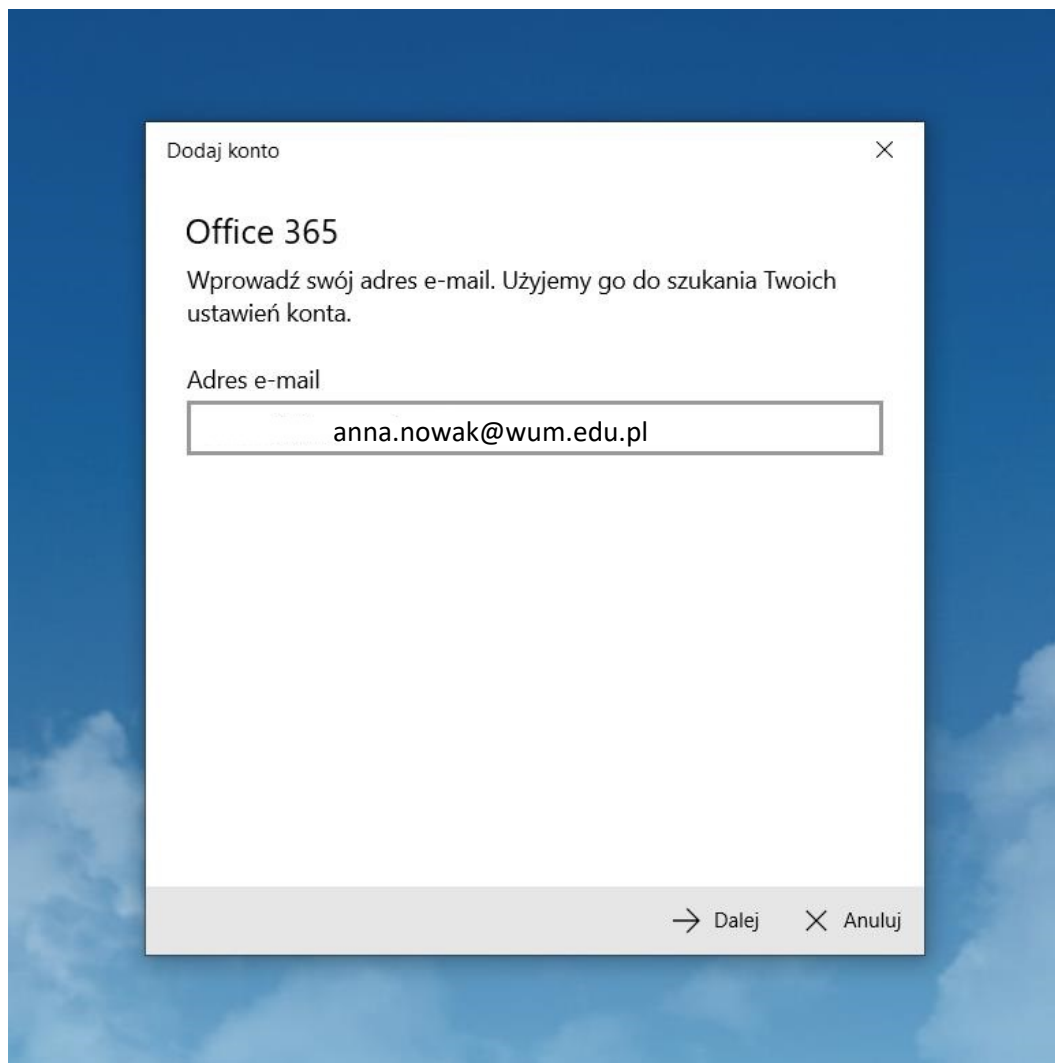 Dodaj konto
Office 365
Wprowadź swój adres e-mail. Użyjemy go do szukania Twoich
ustawień konta.
Adres e-mail
anna.nowak@wum.edu.pl
Dalej Anuluj